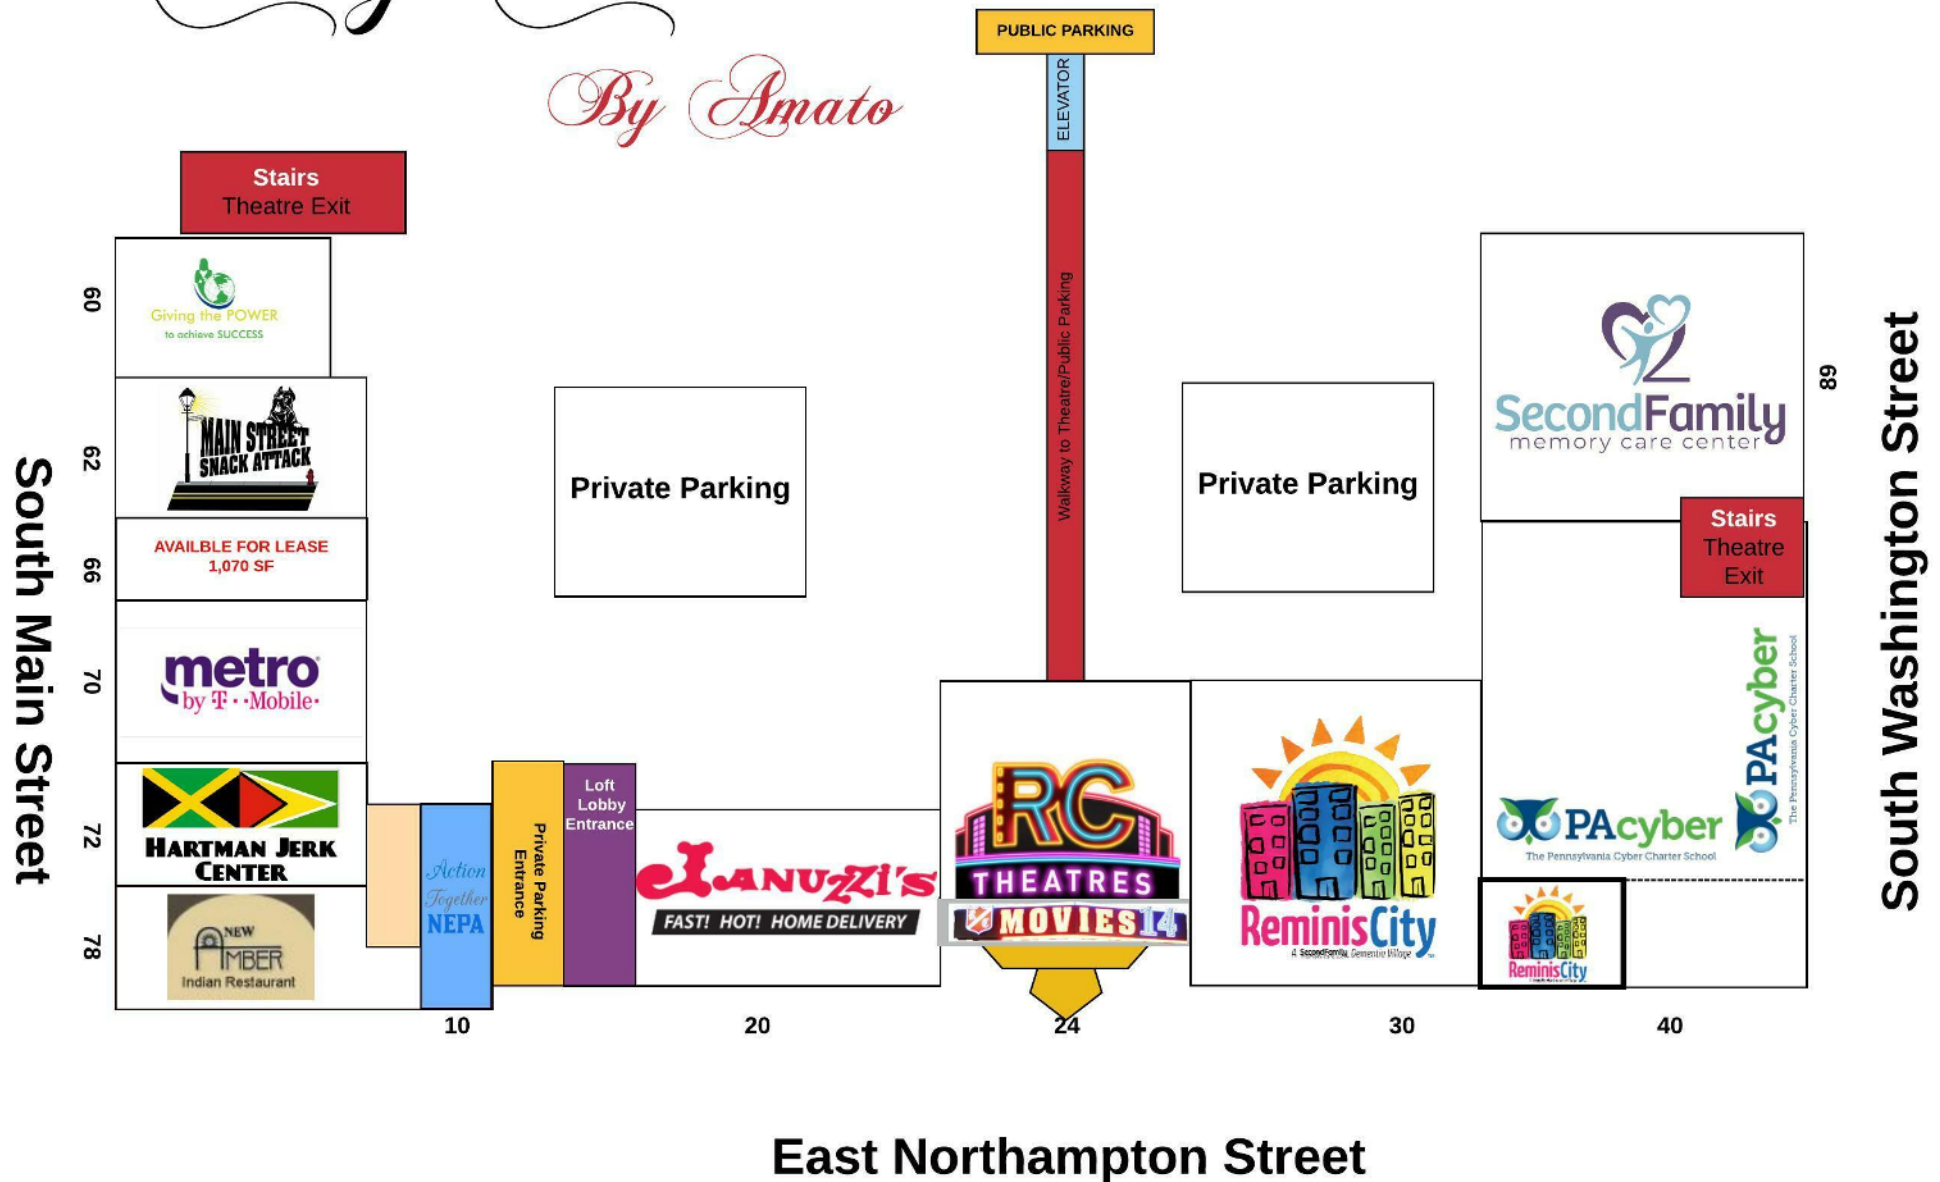 By Amato
PUBLIC PARKING
ELEVATOR
Walkway to Theatre/Public Parking
Stairs
Theatre Exit
60
Giving the POWER
to achieve SUCCESS
62
MAIN STREET
SNACK ATTACK
66
AVAILBLE FOR LEASE
1,070 SF
70
metro
by T-Mobile
72
HARTMAN JERK
CENTER
78
NEW
AMBER
Indian Restaurant
South Main Street
Private Parking
Private Parking
Action
Together
NEPA
Private Parking
Entrance
Loft
Lobby
Entrance
JANUZZI'S
FAST! HOT! HOME DELIVERY
RC
THEATRES
MOVIES 14
ReminisCity
A SecondFamily Dementia Village
2
SecondFamily
memory care center
89
Stairs
Theatre
Exit
PAcyber
The Pennsylvania Cyber Charter School
PAcyber
The Pennsylvania Cyber Charter School
ReminisCity
South Washington Street
10
20
24
30
40
East Northampton Street